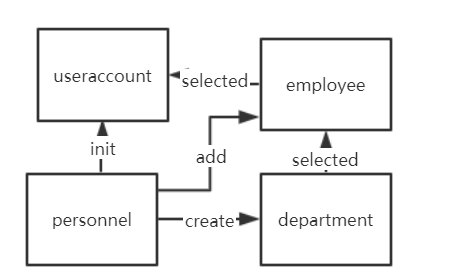 useraccount
selected
employee
init
add
selected
personnel
create
department